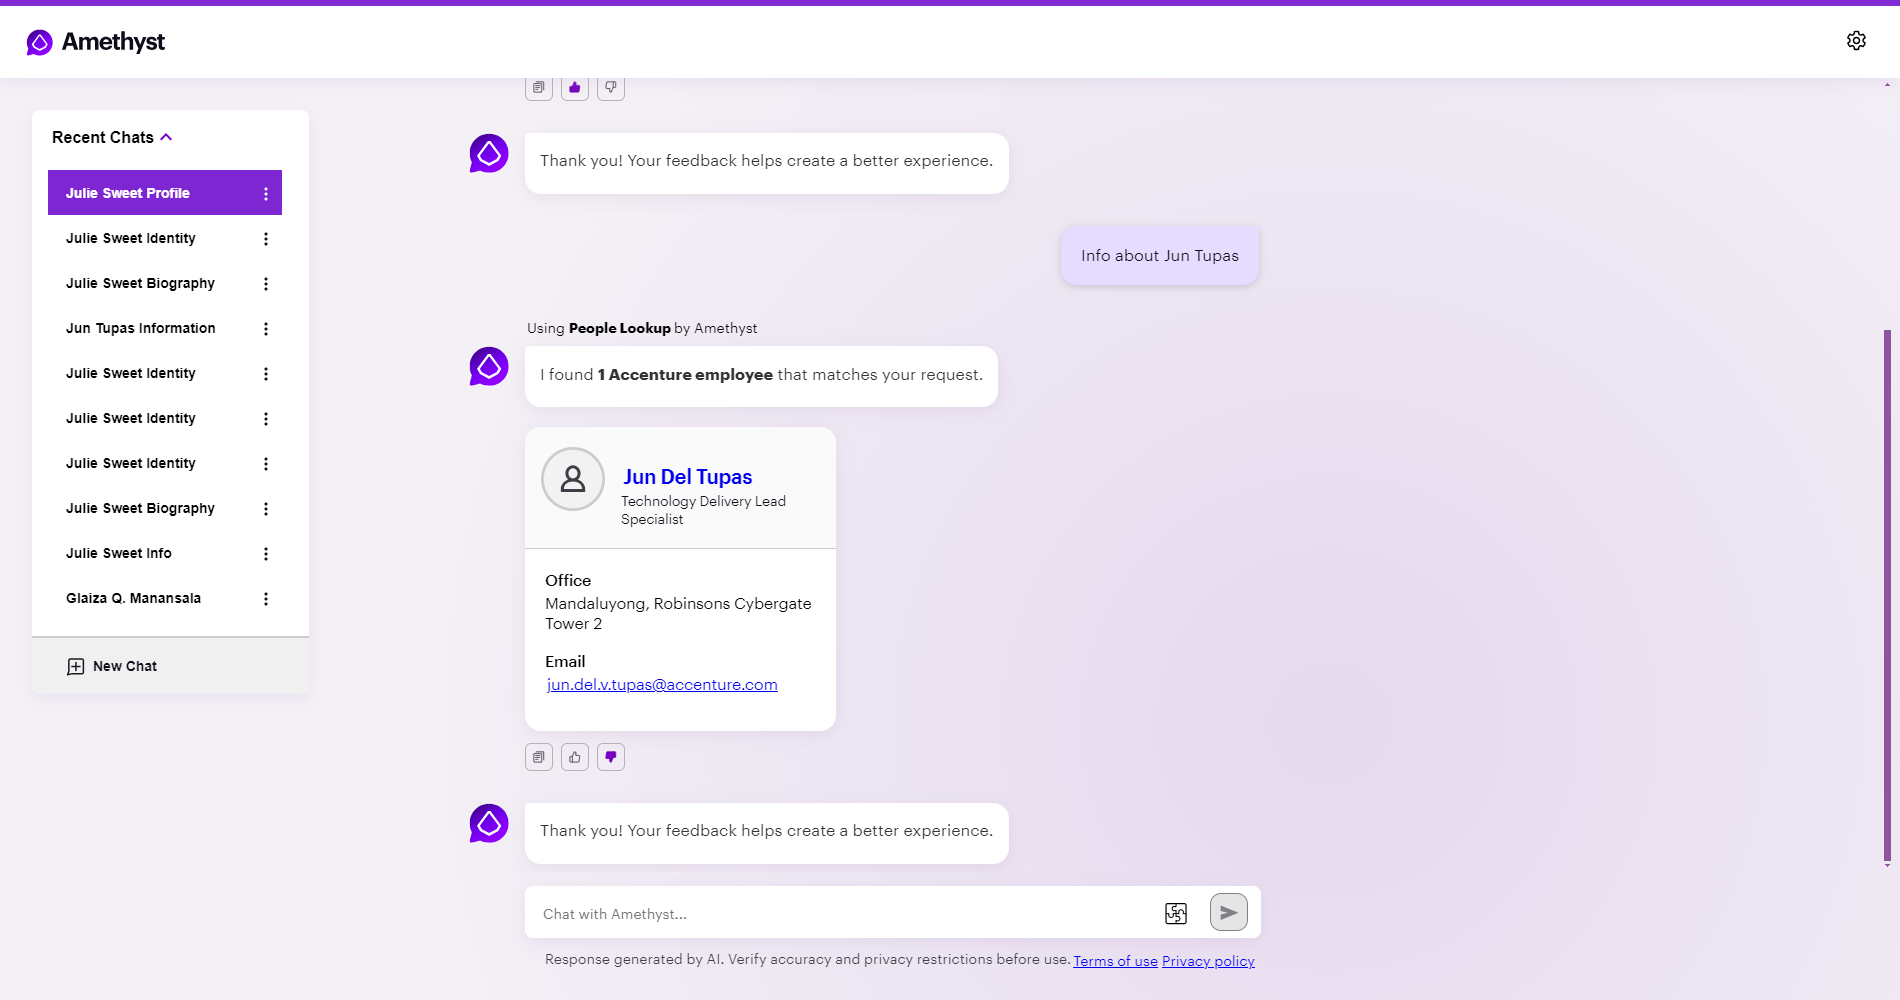 Amethyst
Recent Chats
Julie Sweet Profile
Julie Sweet Identity
Julie Sweet Biography
Jun Tupas Information
Julie Sweet Identity
Julie Sweet Identity
Julie Sweet Identity
Julie Sweet Biography
Julie Sweet Info
Glaiza Q. Manansala
New Chat
Thank you! Your feedback helps create a better experience.
Info about Jun Tupas
Using People Lookup by Amethyst
I found 1 Accenture employee that matches your request.
Jun Del Tupas
Technology Delivery Lead
Specialist
Office
Mandaluyong, Robinsons Cybergate
Tower 2
Email
jun.del.v.tupas@accenture.com
Thank you! Your feedback helps create a better experience.
Chat with Amethyst...
Response generated by AI. Verify accuracy and privacy restrictions before use. Terms of use Privacy policy